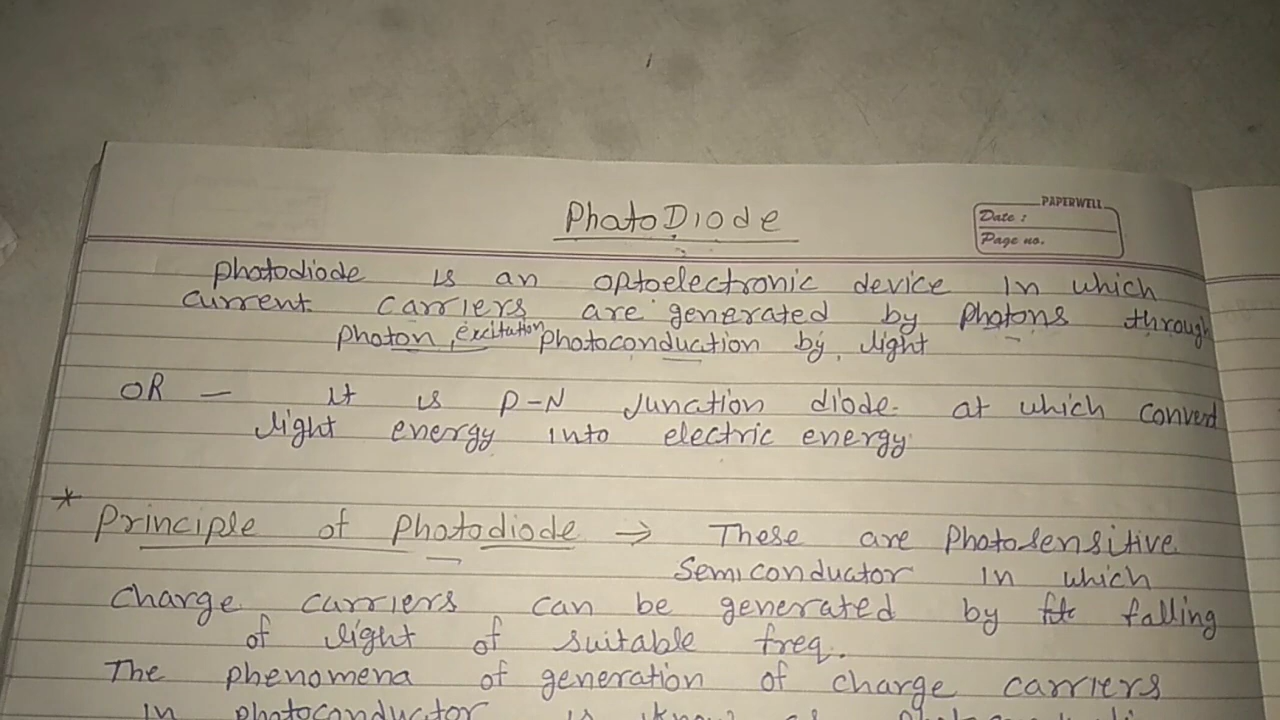 PhotoDiode
PAPERWELL
Date :
Page no.
photodiode is an optoelectronic device in which
current carriers are generated by photons through
photon excitation, photoconduction by light
OR — it is P-N Junction diode at which convert
light energy into electric energy.
* Principle of photodiode → These are photosensitive
Semiconductor in which
charge carriers can be generated by falling
of light of suitable freq.
The phenomena of generation of charge carriers
in photoconductor is